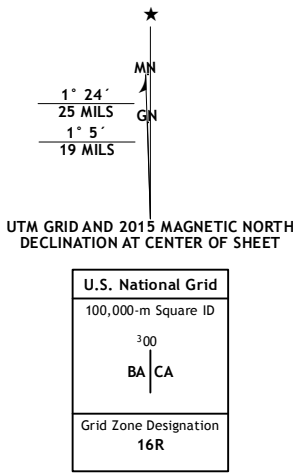 MN
1° 24´
25 MILS
GN
1° 5´
19 MILS
UTM GRID AND 2015 MAGNETIC NORTH
DECLINATION AT CENTER OF SHEET
U.S. National Grid
100,000-m Square ID
³00
BA CA
Grid Zone Designation
16R